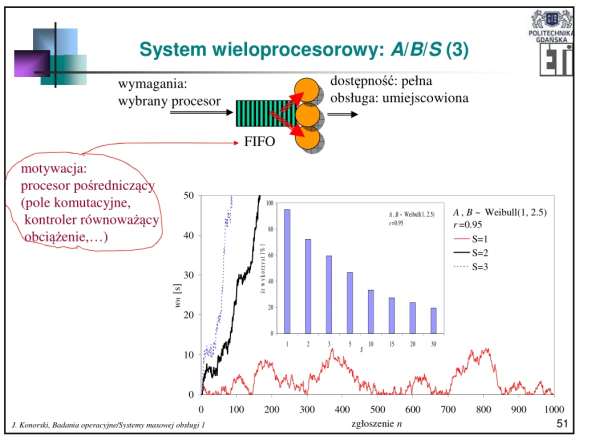 POLITECHNIKA
GDAŃSKA
ETI
System wieloprocesorowy: A/B/S (3)
wymagania:
wybrany procesor
dostępność: pełna
obsługa: umiejscowiona
FIFO
motywacja:
procesor pośredniczący
(pole komutacyjne,
kontroler równoważący
obciążenie,…)
50
40
30
20
10
0
wn [s]
100
80
60
40
20
0
A, B ~ Weibull(1, 2.5)
r=0.95
1 2 3 5 10 15 20 30
S
A , B ~ Weibull(1, 2.5)
r =0.95
S=1
S=2
S=3
0 100 200 300 400 500 600 700 800 900 1000
zgłoszenie n
J. Konorski, Badania operacyjne/Systemy masowej obsługi 1
51